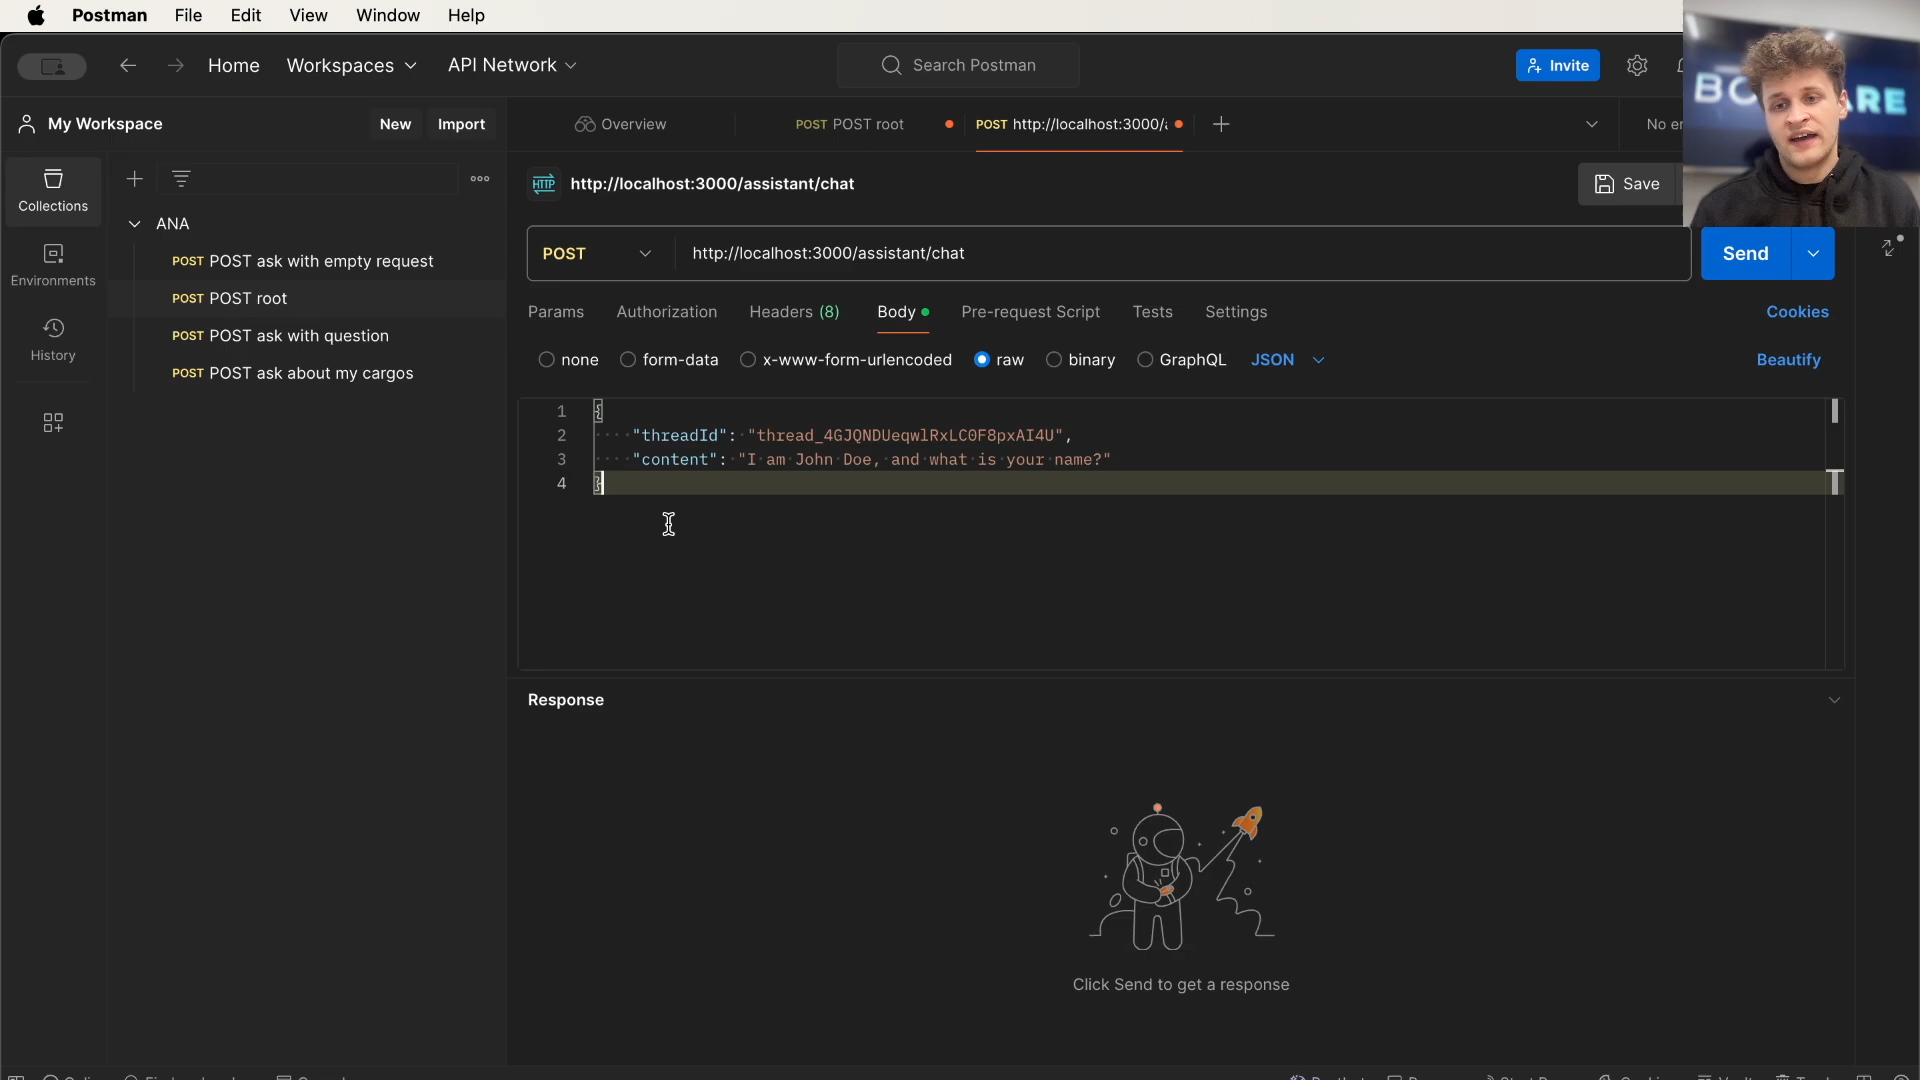 Postman File Edit View Window Help
Home Workspaces API Network Search Postman Invite
My Workspace New Import Overview POST POST root POST http://localhost:3000/ No
Collections
ANA
POST POST ask with empty request
POST POST root
POST POST ask with question
POST POST ask about my cargos
Environments
History
HTTP http://localhost:3000/assistant/chat Save
POST http://localhost:3000/assistant/chat Send
Params Authorization Headers (8) Body Pre-request Script Tests Settings Cookies
none form-data x-www-form-urlencoded raw binary GraphQL JSON Beautify
1 {
2 "threadId": "thread_4GJQNDUeqwlRxLC0F8pxAI4U",
3 "content": "I am John Doe, and what is your name?"
4 }
Response
Click Send to get a response